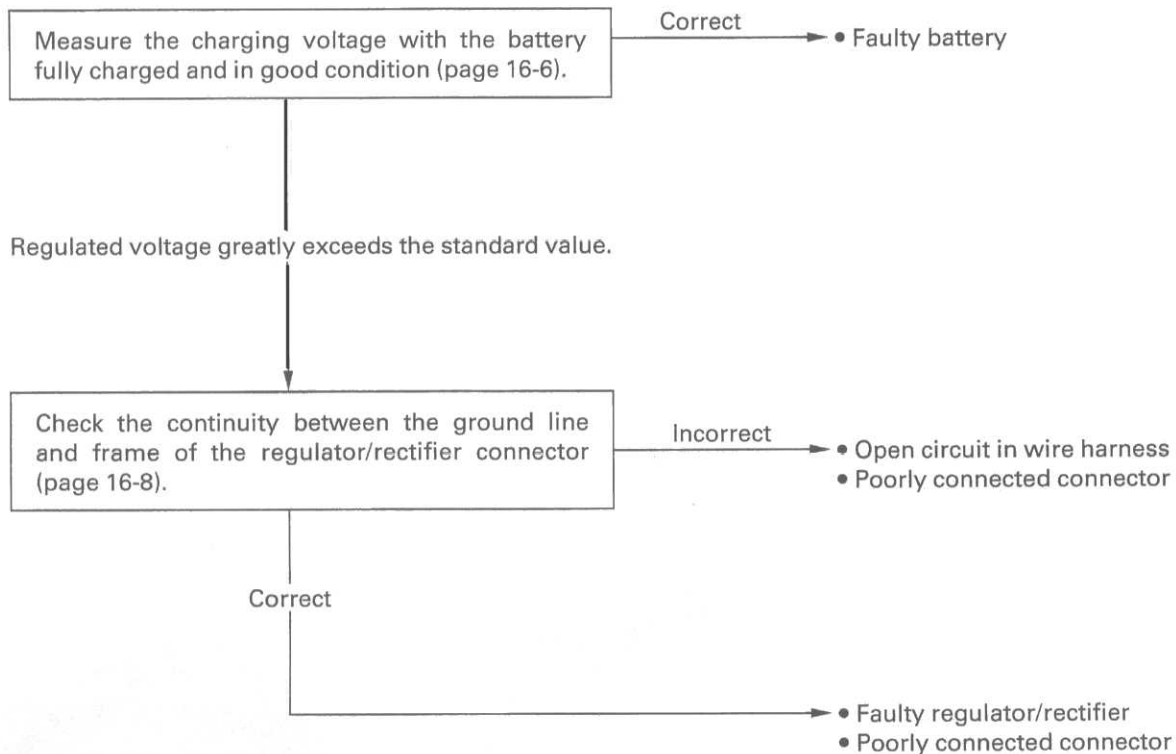 Measure the charging voltage with the battery
fully charged and in good condition (page 16-6).
Correct
• Faulty battery
Regulated voltage greatly exceeds the standard value.
Check the continuity between the ground line
and frame of the regulator/rectifier connector
(page 16-8).
Incorrect
• Open circuit in wire harness
• Poorly connected connector
Correct
• Faulty regulator/rectifier
• Poorly connected connector